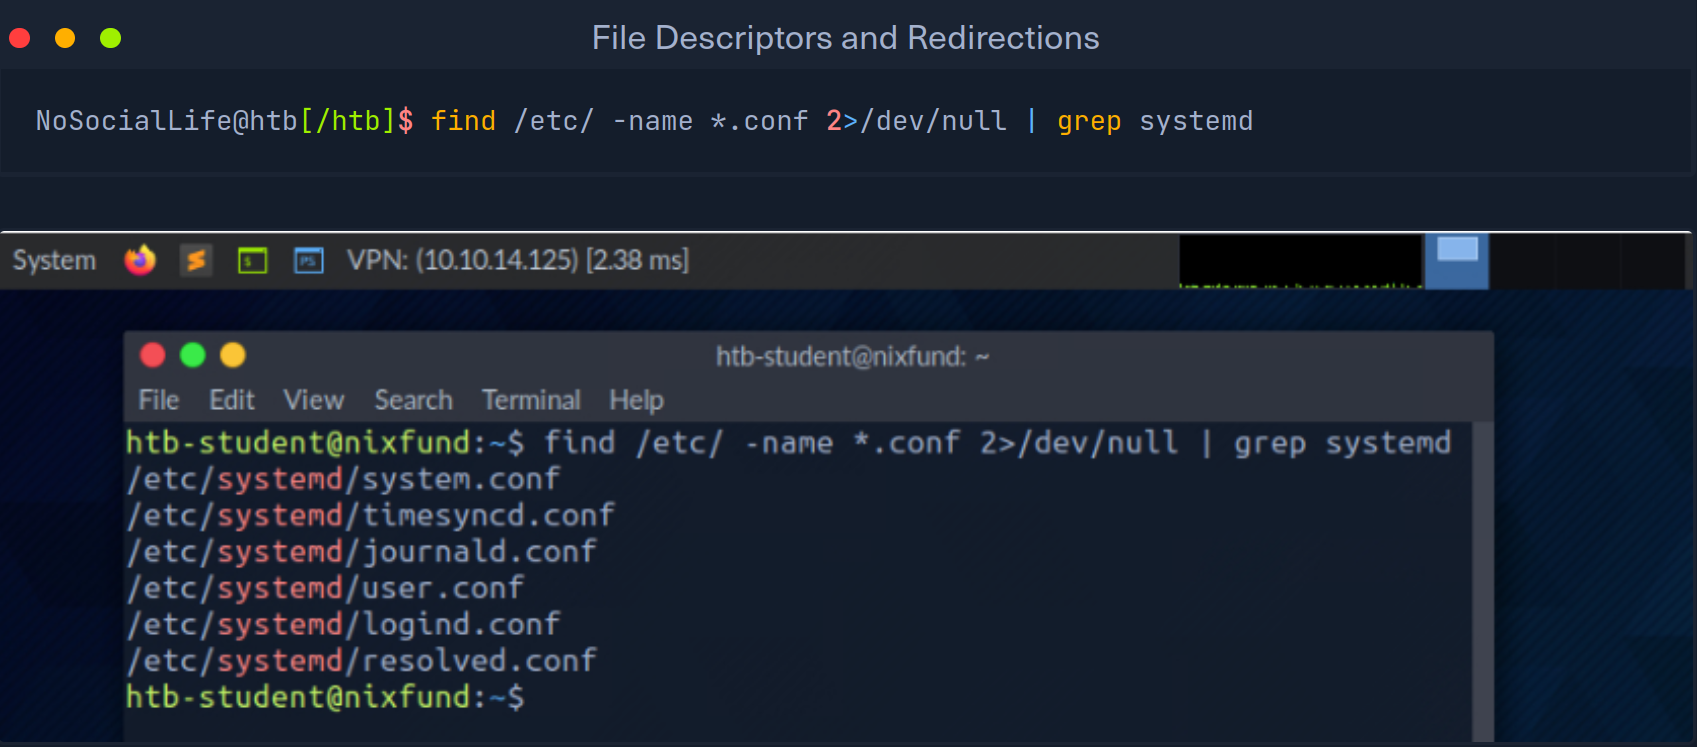 File Descriptors and Redirections
NoSocialLife@htb[/htb]$ find /etc/ -name *.conf 2>/dev/null | grep systemd
System $ PS VPN: (10.10.14.125) [2.38 ms]
htb-student@nixfund: ~
File Edit View Search Terminal Help
htb-student@nixfund:~$ find /etc/ -name *.conf 2>/dev/null | grep systemd
/etc/systemd/system.conf
/etc/systemd/timesyncd.conf
/etc/systemd/journald.conf
/etc/systemd/user.conf
/etc/systemd/logind.conf
/etc/systemd/resolved.conf
htb-student@nixfund:~$